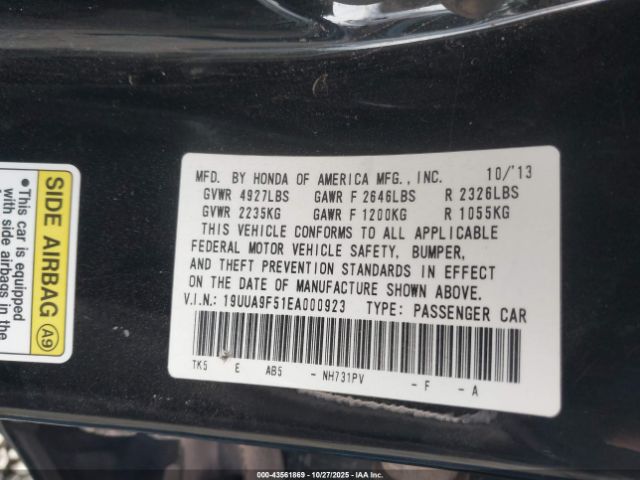 MFD. BY HONDA OF AMERICA MFG., INC. 10/'13
GVWR 4927LBS GAWR F 2646LBS R 2326LBS
GVWR 2235KG GAWR F 1200KG R 1055KG
THIS VEHICLE CONFORMS TO ALL APPLICABLE
FEDERAL MOTOR VEHICLE SAFETY, BUMPER,
AND THEFT PREVENTION STANDARDS IN EFFECT
ON THE DATE OF MANUFACTURE SHOWN ABOVE.
V.I.N.: 19UUA9F51EA000923 TYPE: PASSENGER CAR
TK5 E AB5 - NH731PV - F - A
SIDE AIRBAG A9
• This car is equipped
with side airbags in the
00-43561869 | 10/27/2025 | IAAI.COM